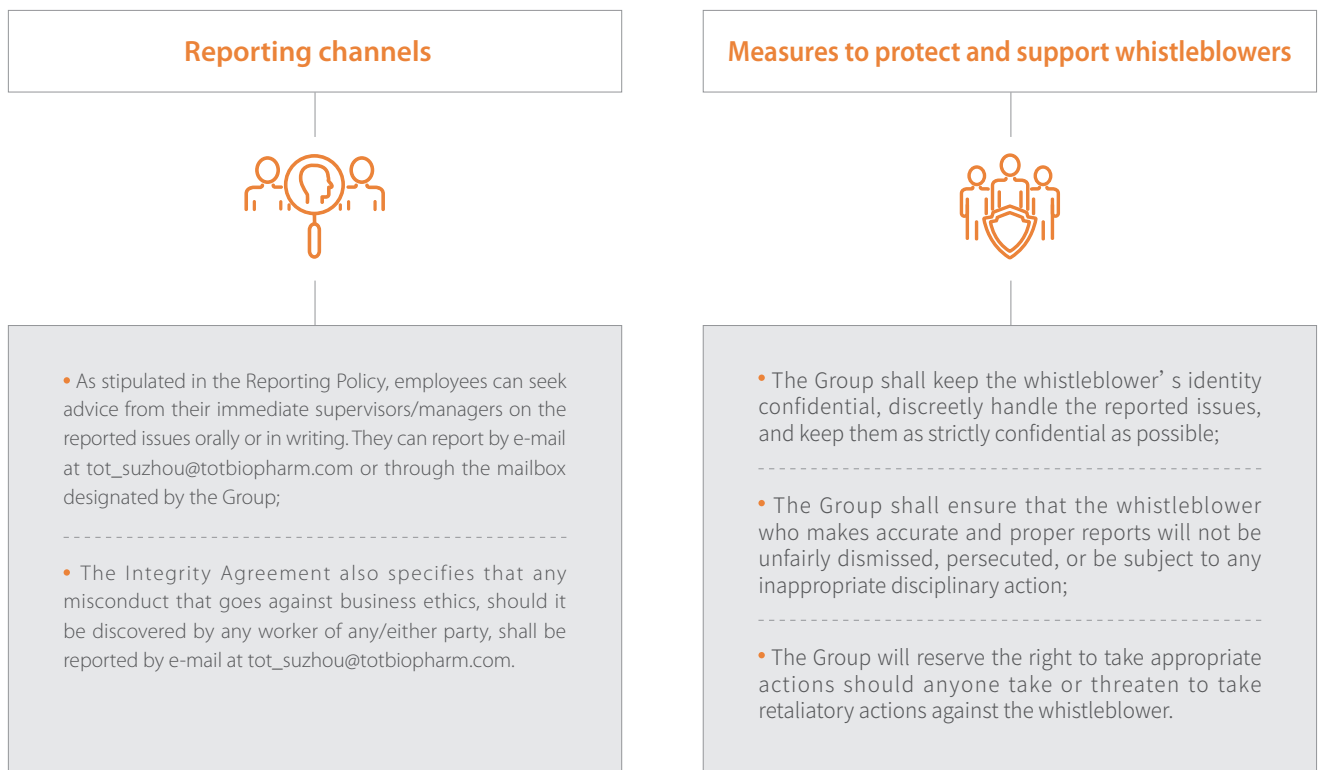 Reporting channels
• As stipulated in the Reporting Policy, employees can seek
advice from their immediate supervisors/managers on the
reported issues orally or in writing. They can report by e-mail
at tot_suzhou@totbiopharm.com or through the mailbox
designated by the Group;
• The Integrity Agreement also specifies that any
misconduct that goes against business ethics, should it
be discovered by any worker of any/either party, shall be
reported by e-mail at tot_suzhou@totbiopharm.com.
Measures to protect and support whistleblowers
• The Group shall keep the whistleblower’ s identity
confidential, discreetly handle the reported issues,
and keep them as strictly confidential as possible;
• The Group shall ensure that the whistleblower
who makes accurate and proper reports will not be
unfairly dismissed, persecuted, or be subject to any
inappropriate disciplinary action;
• The Group will reserve the right to take appropriate
actions should anyone take or threaten to take
retaliatory actions against the whistleblower.